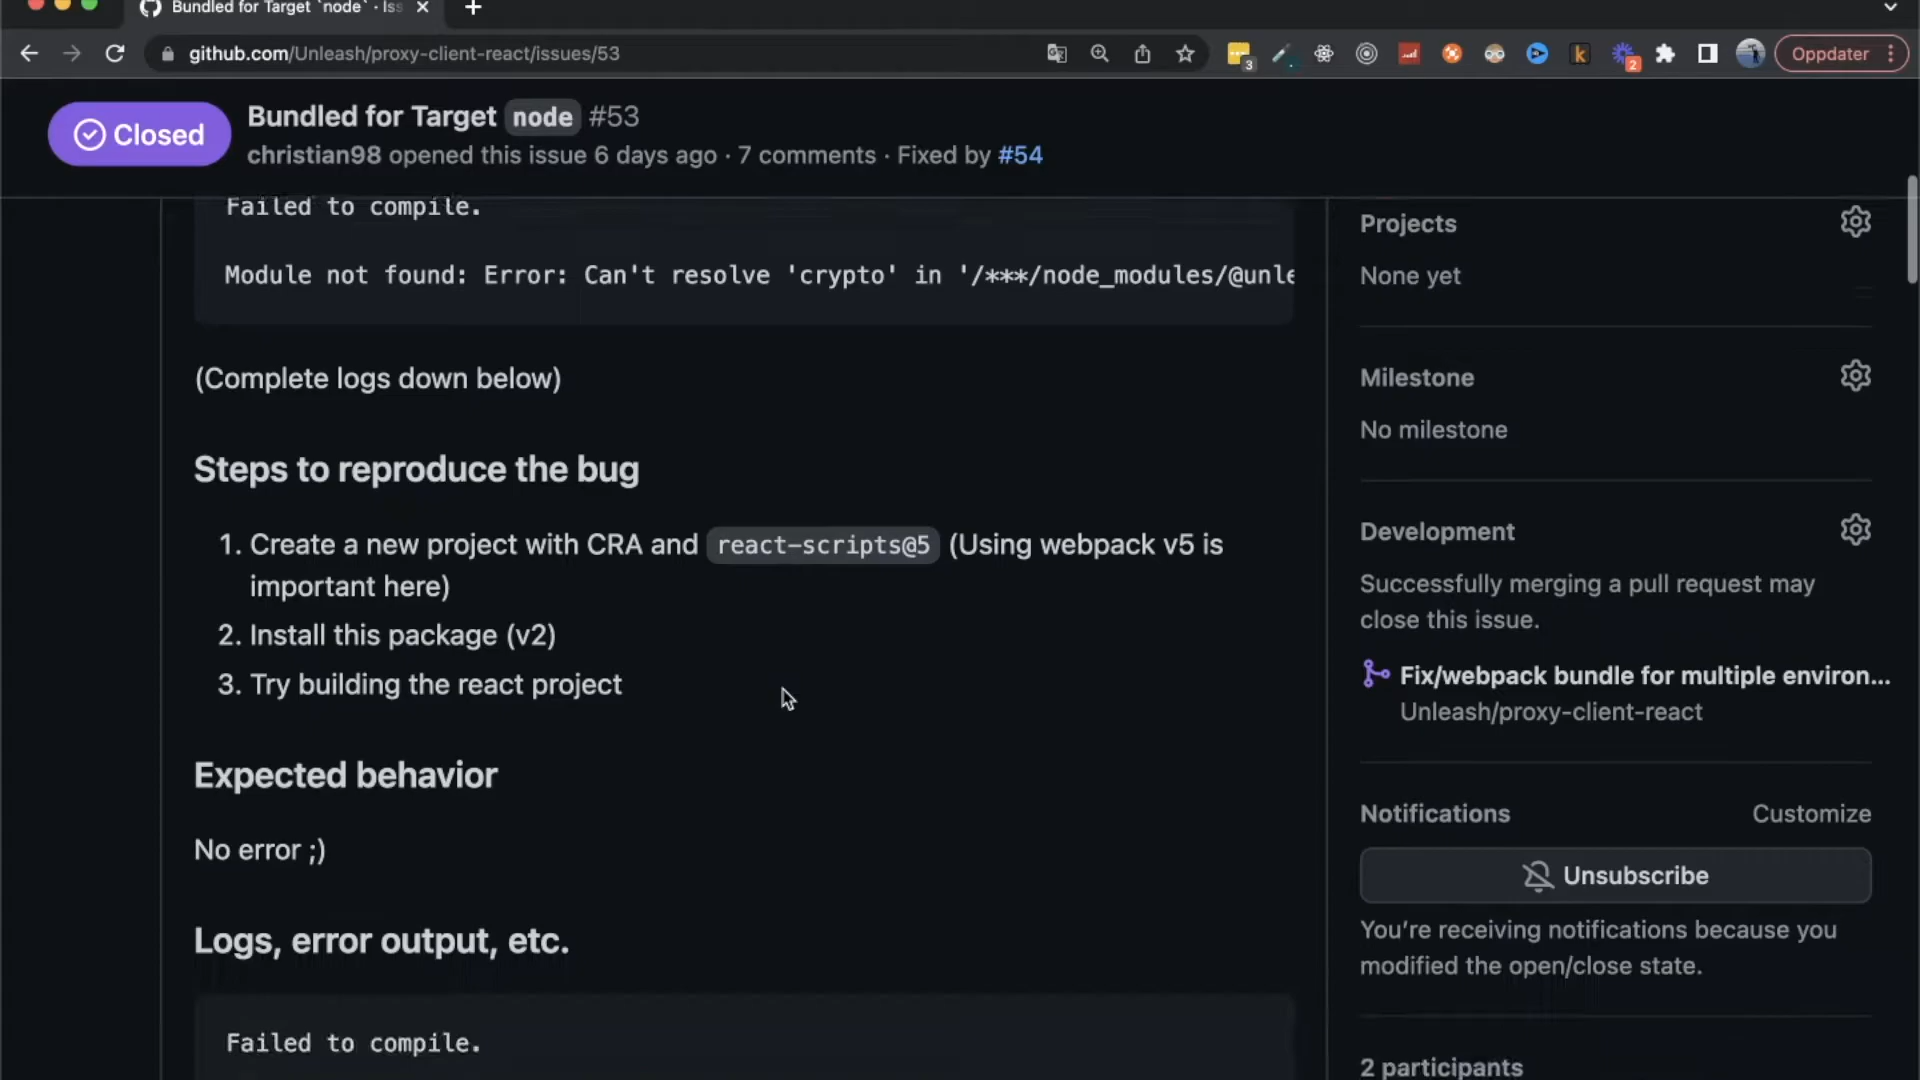 Bundled for Target `node` · Iss
github.com/Unleash/proxy-client-react/issues/53
3
k
2
Oppdater
Closed
Bundled for Target node #53
christian98 opened this issue 6 days ago · 7 comments · Fixed by #54
Failed to compile.
Module not found: Error: Can't resolve 'crypto' in '/***/node_modules/@unle
(Complete logs down below)
Steps to reproduce the bug
1. Create a new project with CRA and react-scripts@5 (Using webpack v5 is
important here)
2. Install this package (v2)
3. Try building the react project
Expected behavior
No error ;)
Logs, error output, etc.
Failed to compile.
Projects
None yet
Milestone
No milestone
Development
Successfully merging a pull request may
close this issue.
Fix/webpack bundle for multiple environ...
Unleash/proxy-client-react
Notifications
Customize
Unsubscribe
You're receiving notifications because you
modified the open/close state.
2 participants